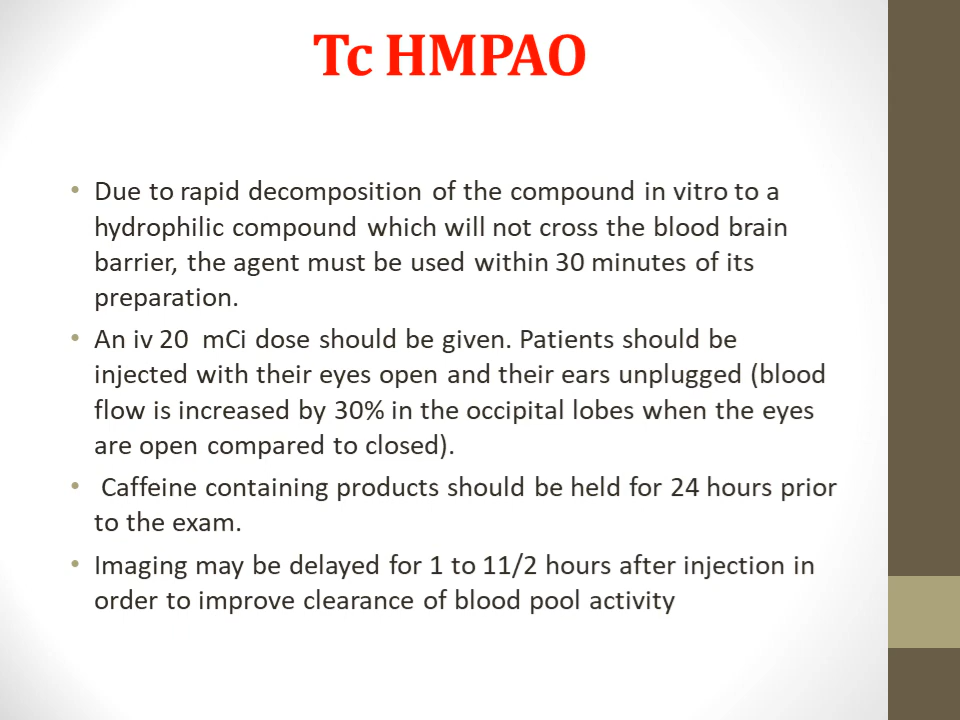 Tc HMPAO
• Due to rapid decomposition of the compound in vitro to a
hydrophilic compound which will not cross the blood brain
barrier, the agent must be used within 30 minutes of its
preparation.
• An iv 20  mCi dose should be given. Patients should be
injected with their eyes open and their ears unplugged (blood
flow is increased by 30% in the occipital lobes when the eyes
are open compared to closed).
•  Caffeine containing products should be held for 24 hours prior
to the exam.
• Imaging may be delayed for 1 to 11/2 hours after injection in
order to improve clearance of blood pool activity